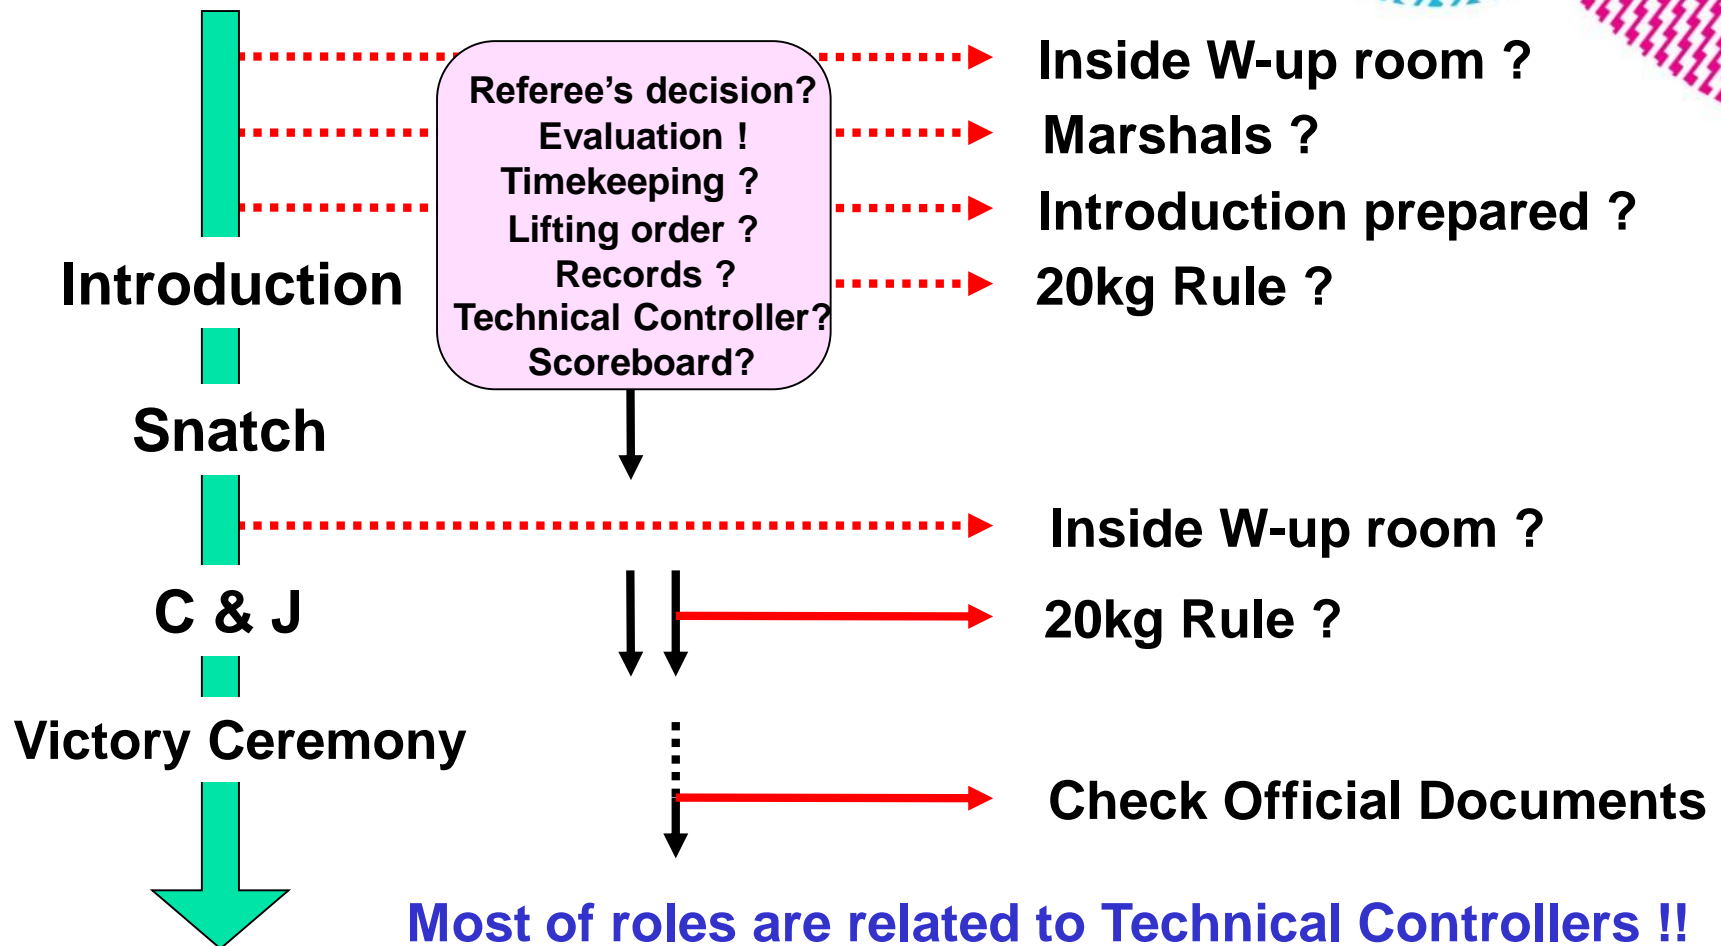 Inside W-up room ?
Referee's decision?
Evaluation !
Marshals ?
Timekeeping ?
Introduction prepared ?
Lifting order ?
Introduction
Records ?
20kg Rule ?
Technical Controller?
Scoreboard?
Snatch
Inside W-up room ?
C & J
20kg Rule ?
Victory Ceremony
Check Official Documents
Most of roles are related to Technical Controllers !!